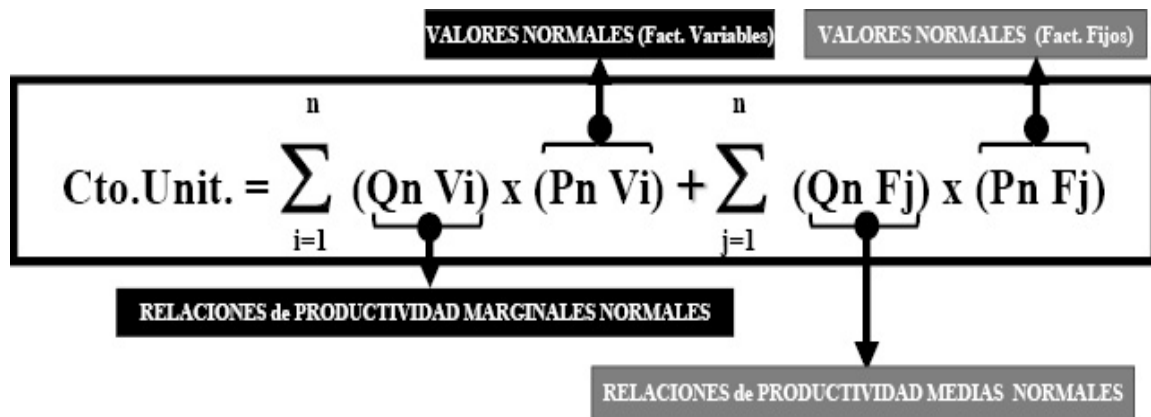 VALORES NORMALES (Fact. Variables)
VALORES NORMALES (Fact. Fijos)
n
n
Cto.Unit. = ∑ (Qn Vi) x (Pn Vi) + ∑ (Qn Fj) x (Pn Fj)
i=1
j=1
RELACIONES de PRODUCTIVIDAD MARGINALES NORMALES
RELACIONES de PRODUCTIVIDAD MEDIAS NORMALES